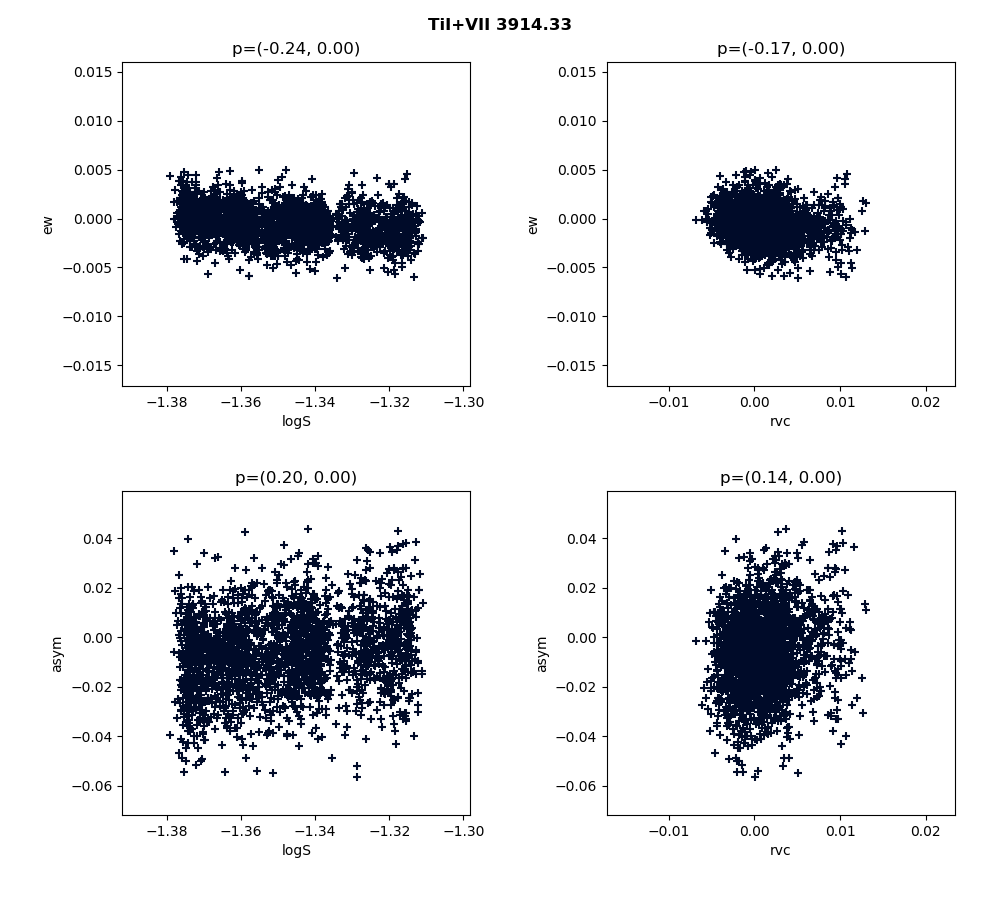 TiI+VII 3914.33
p=(-0.24, 0.00)
0.015
0.010
0.005
0.000
−0.005
−0.010
−0.015
ew
−1.38 −1.36 −1.34 −1.32 −1.30
logS
p=(-0.17, 0.00)
0.015
0.010
0.005
0.000
−0.005
−0.010
−0.015
ew
−0.01 0.00 0.01 0.02
rvc
p=(0.20, 0.00)
0.04
0.02
0.00
−0.02
−0.04
−0.06
asym
−1.38 −1.36 −1.34 −1.32 −1.30
logS
p=(0.14, 0.00)
0.04
0.02
0.00
−0.02
−0.04
−0.06
asym
−0.01 0.00 0.01 0.02
rvc